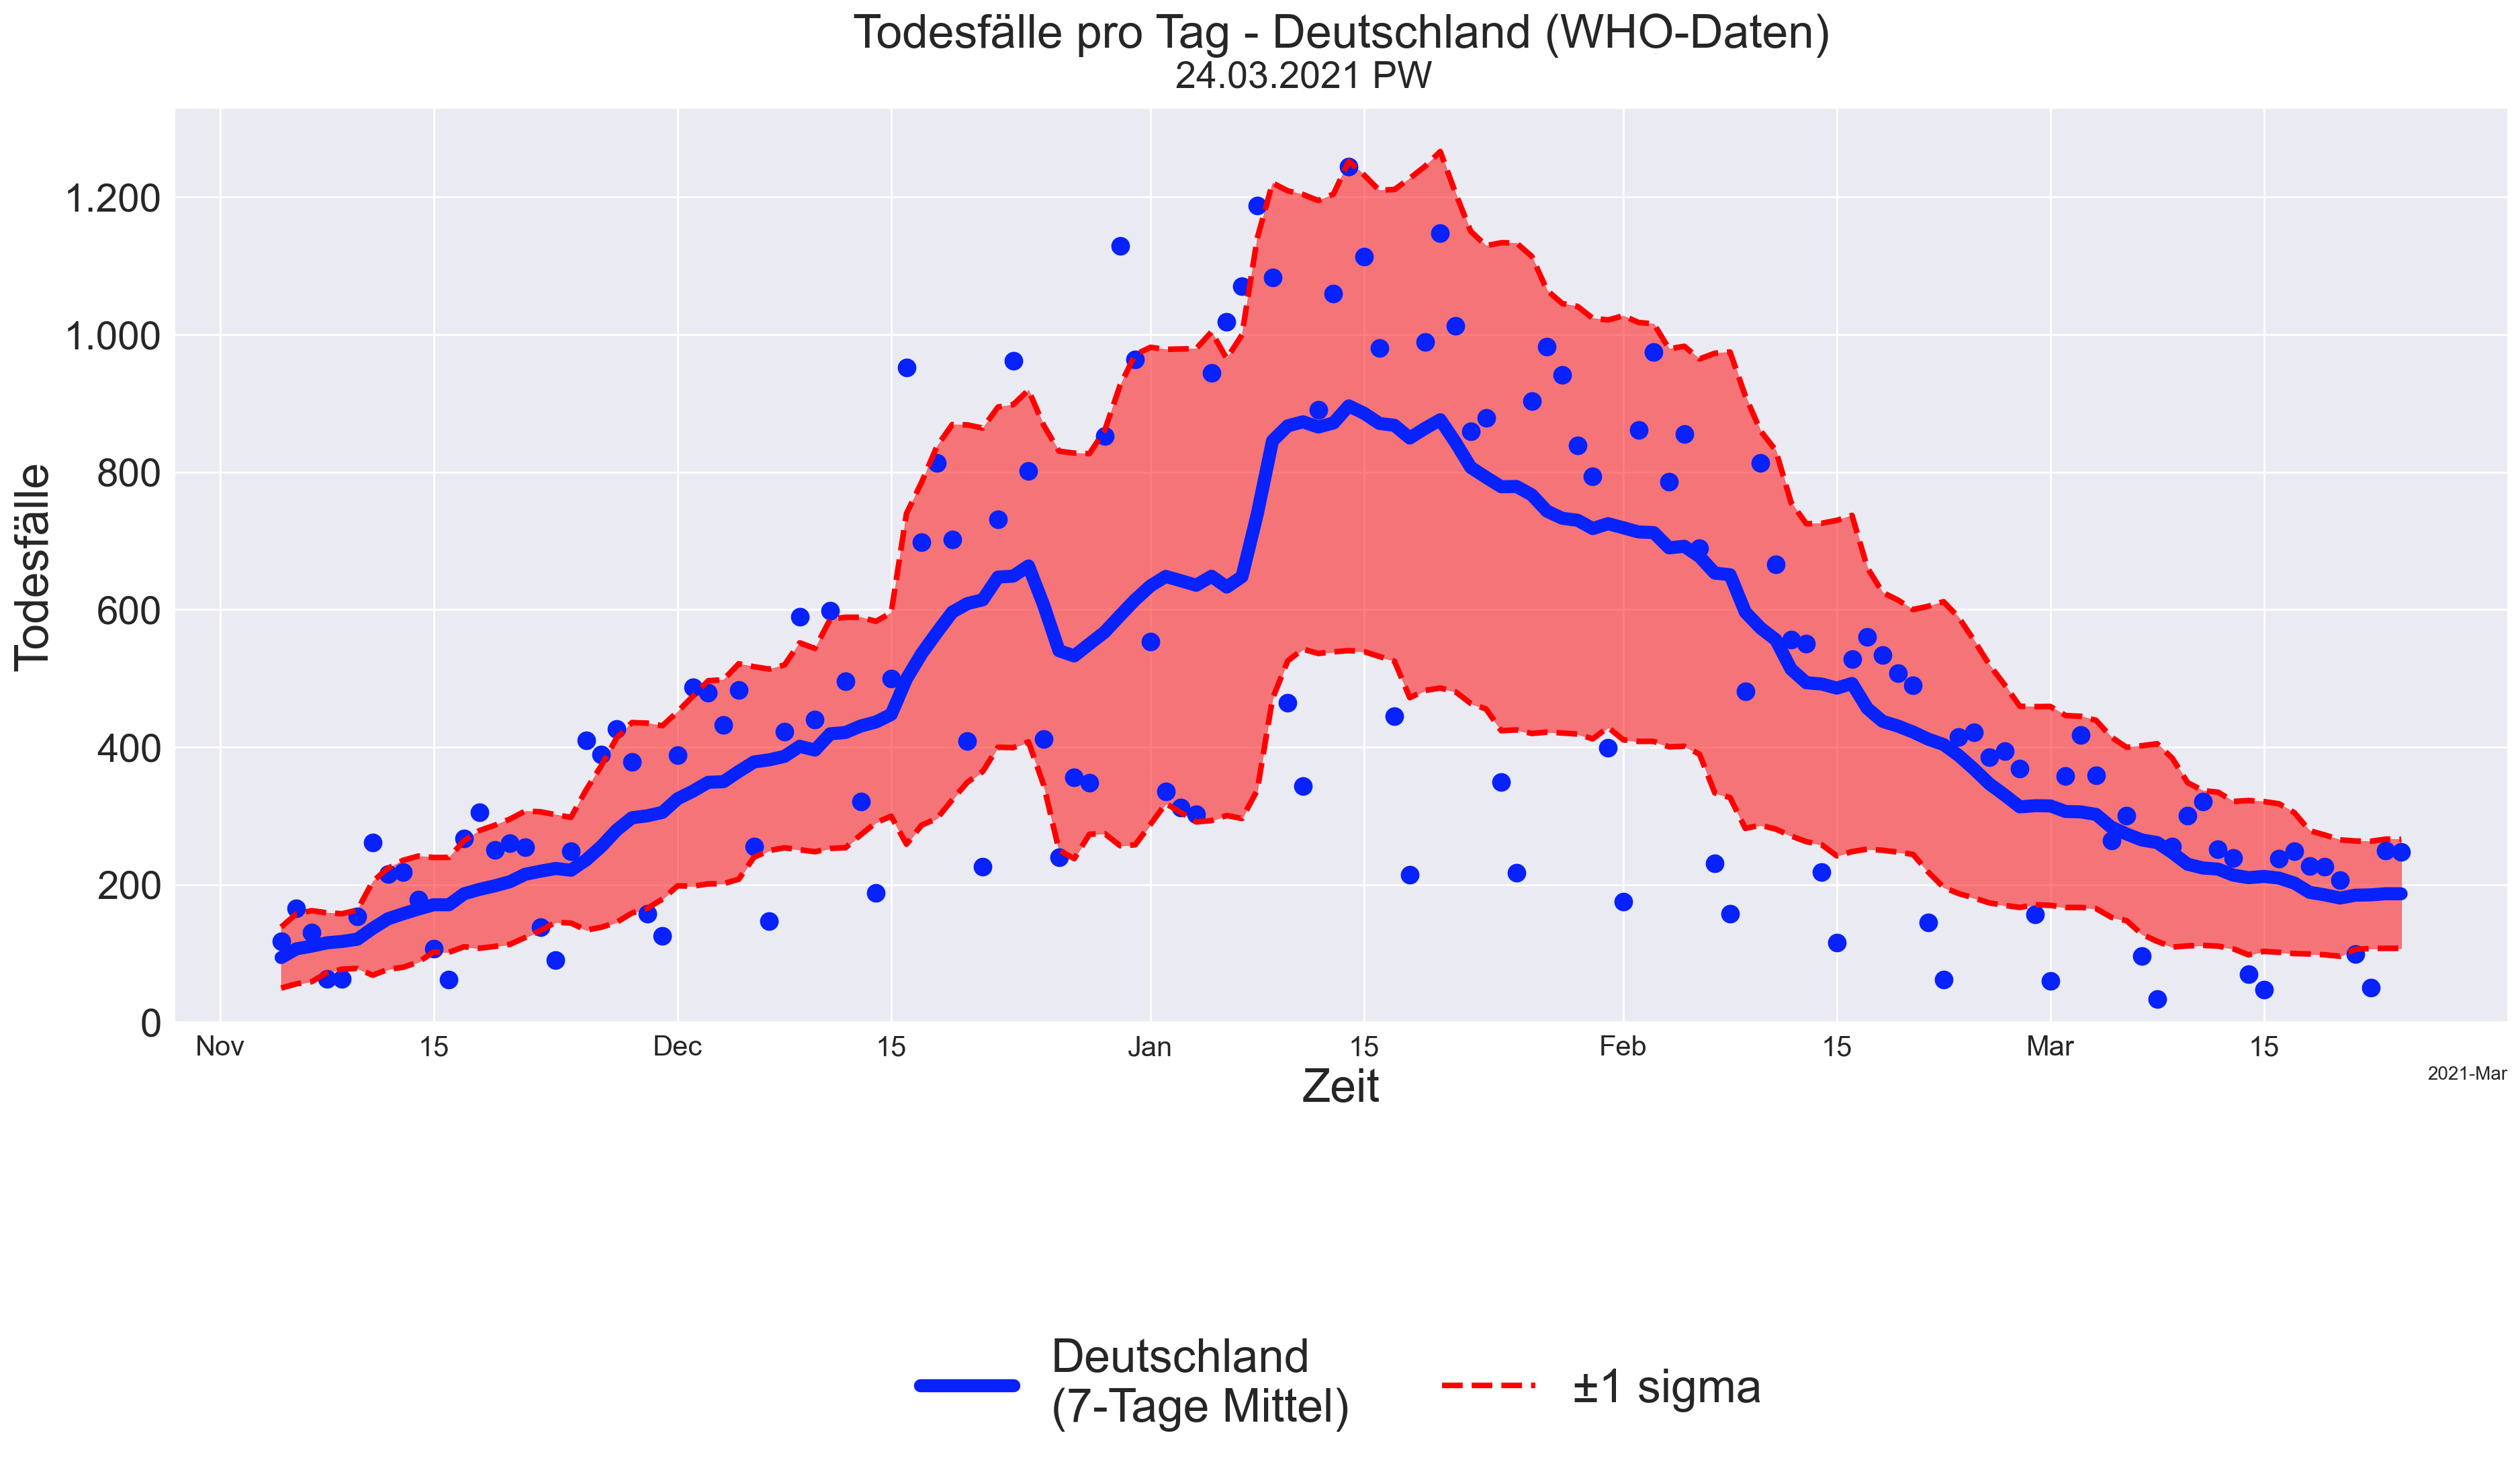 Todesfälle pro Tag - Deutschland (WHO-Daten)
24.03.2021 PW
Todesfälle
1.200
1.000
800
600
400
200
0
Nov 15 Dec 15 Jan 15 Feb 15 Mar 15
2021-Mar
Zeit
Deutschland
(7-Tage Mittel)
±1 sigma